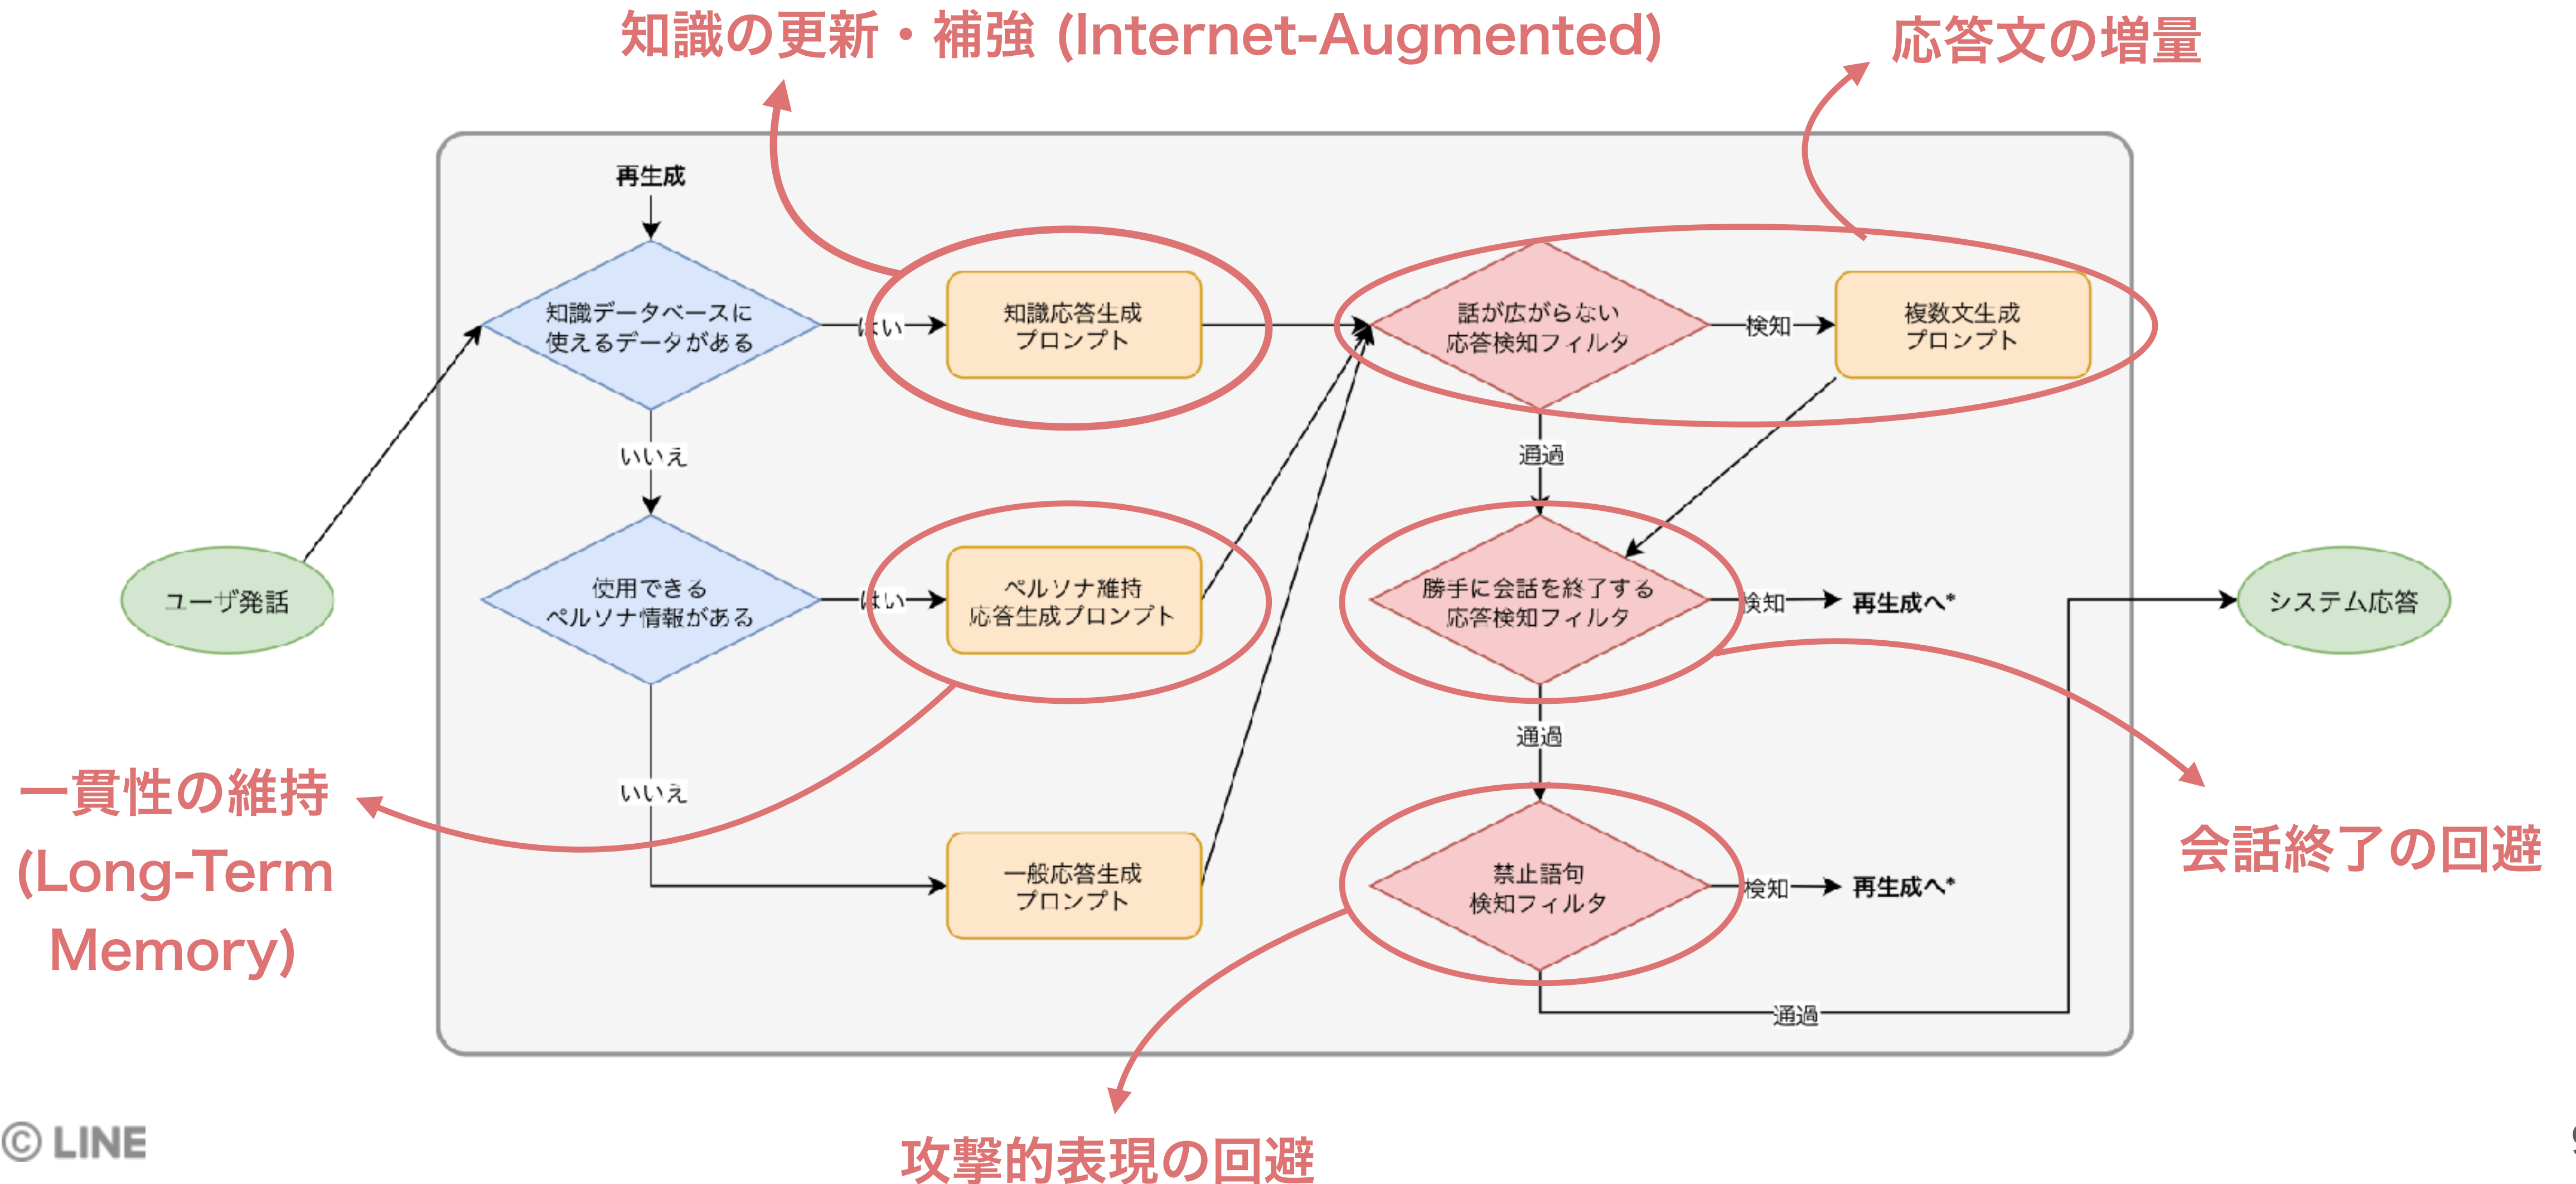 知識の更新・補強 (Internet-Augmented)
応答文の増量
再生成
知識データベースに
使えるデータがある
はい
知識応答生成
プロンプト
話が広がらない
応答検知フィルタ
検知
複数文生成
プロンプト
いいえ
通過
ユーザ発話
使用できる
ペルソナ情報がある
はい
ペルソナ維持
応答生成プロンプト
勝手に会話を終了する
応答検知フィルタ
検知
再生成へ*
システム応答
通過
一貫性の維持
(Long-Term
Memory)
いいえ
会話終了の回避
一般応答生成
プロンプト
禁止語句
検知フィルタ
検知
再生成へ*
通過
© LINE
攻撃的表現の回避